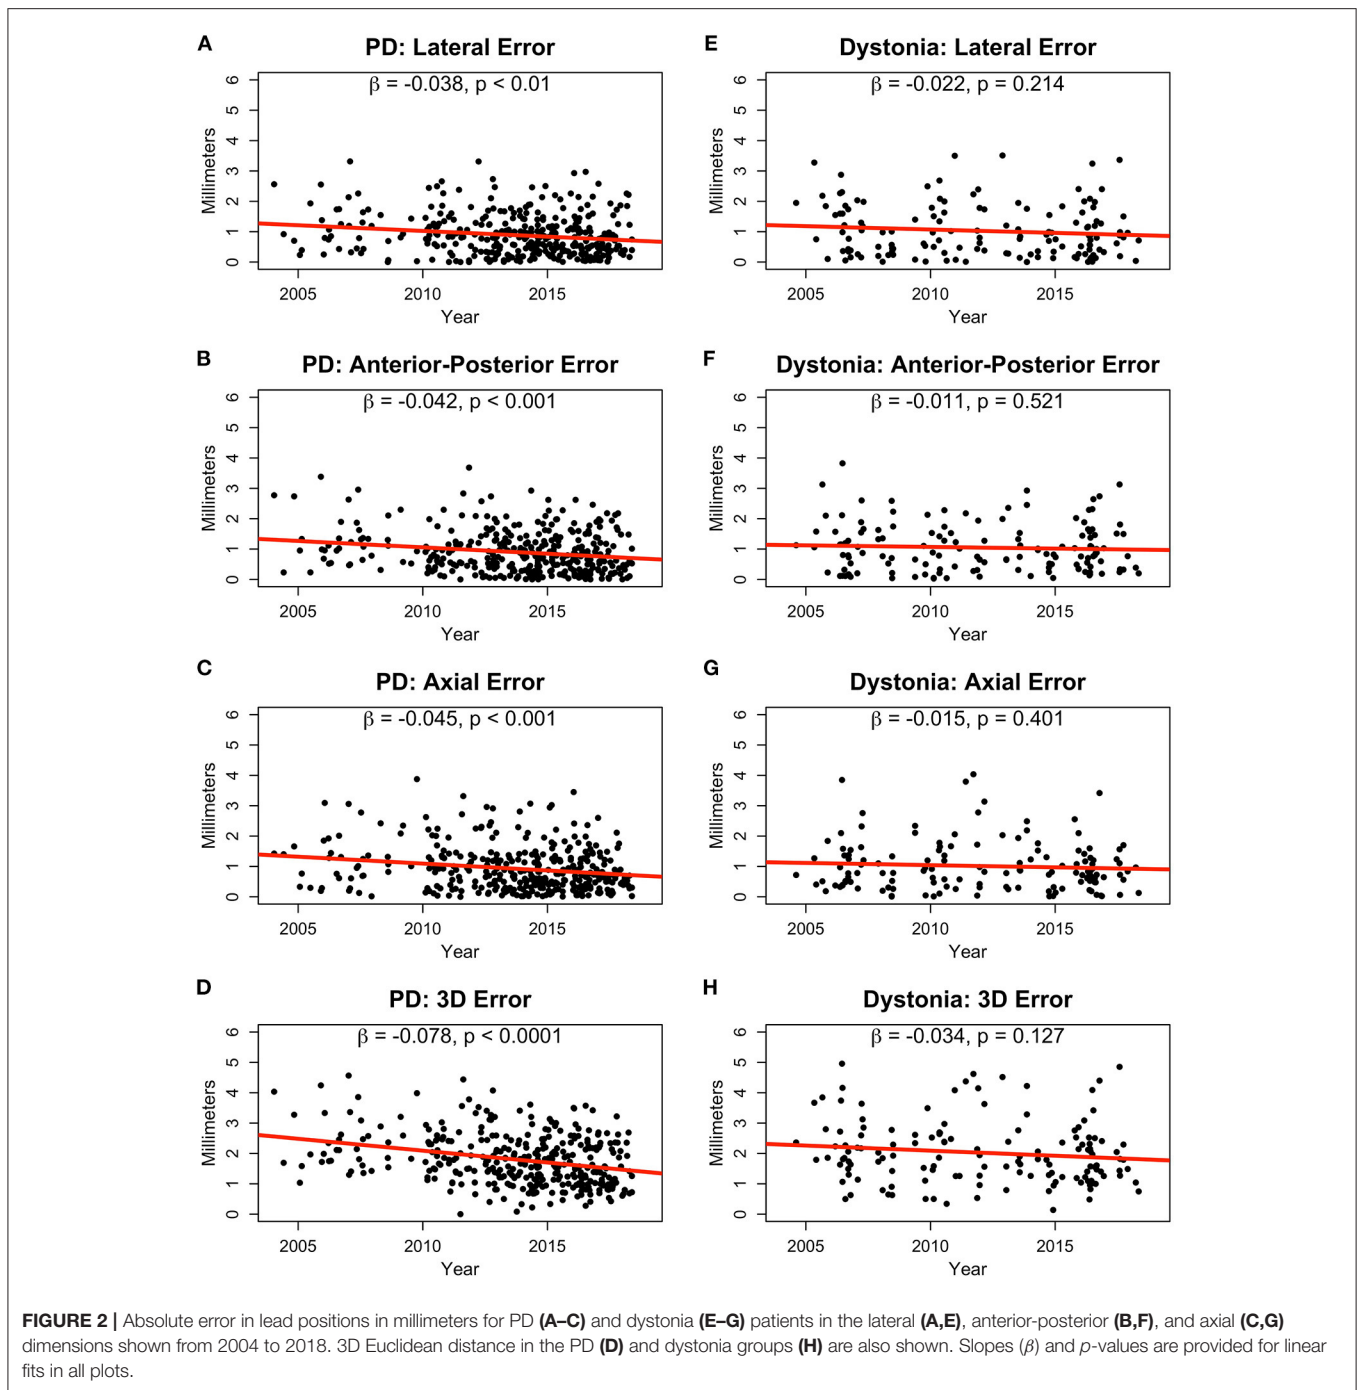 A
PD: Lateral Error
β = -0.038, p < 0.01
Millimeters
0 1 2 3 4 5 6
2005 2010 2015
Year
E
Dystonia: Lateral Error
β = -0.022, p = 0.214
Millimeters
0 1 2 3 4 5 6
2005 2010 2015
Year
B
PD: Anterior-Posterior Error
β = -0.042, p < 0.001
Millimeters
0 1 2 3 4 5 6
2005 2010 2015
Year
F
Dystonia: Anterior-Posterior Error
β = -0.011, p = 0.521
Millimeters
0 1 2 3 4 5 6
2005 2010 2015
Year
C
PD: Axial Error
β = -0.045, p < 0.001
Millimeters
0 1 2 3 4 5 6
2005 2010 2015
Year
G
Dystonia: Axial Error
β = -0.015, p = 0.401
Millimeters
0 1 2 3 4 5 6
2005 2010 2015
Year
D
PD: 3D Error
β = -0.078, p < 0.0001
Millimeters
0 1 2 3 4 5 6
2005 2010 2015
Year
H
Dystonia: 3D Error
β = -0.034, p = 0.127
Millimeters
0 1 2 3 4 5 6
2005 2010 2015
Year
FIGURE 2 | Absolute error in lead positions in millimeters for PD (A–C) and dystonia (E–G) patients in the lateral (A,E), anterior-posterior (B,F), and axial (C,G)
dimensions shown from 2004 to 2018. 3D Euclidean distance in the PD (D) and dystonia groups (H) are also shown. Slopes (β) and p-values are provided for linear
fits in all plots.